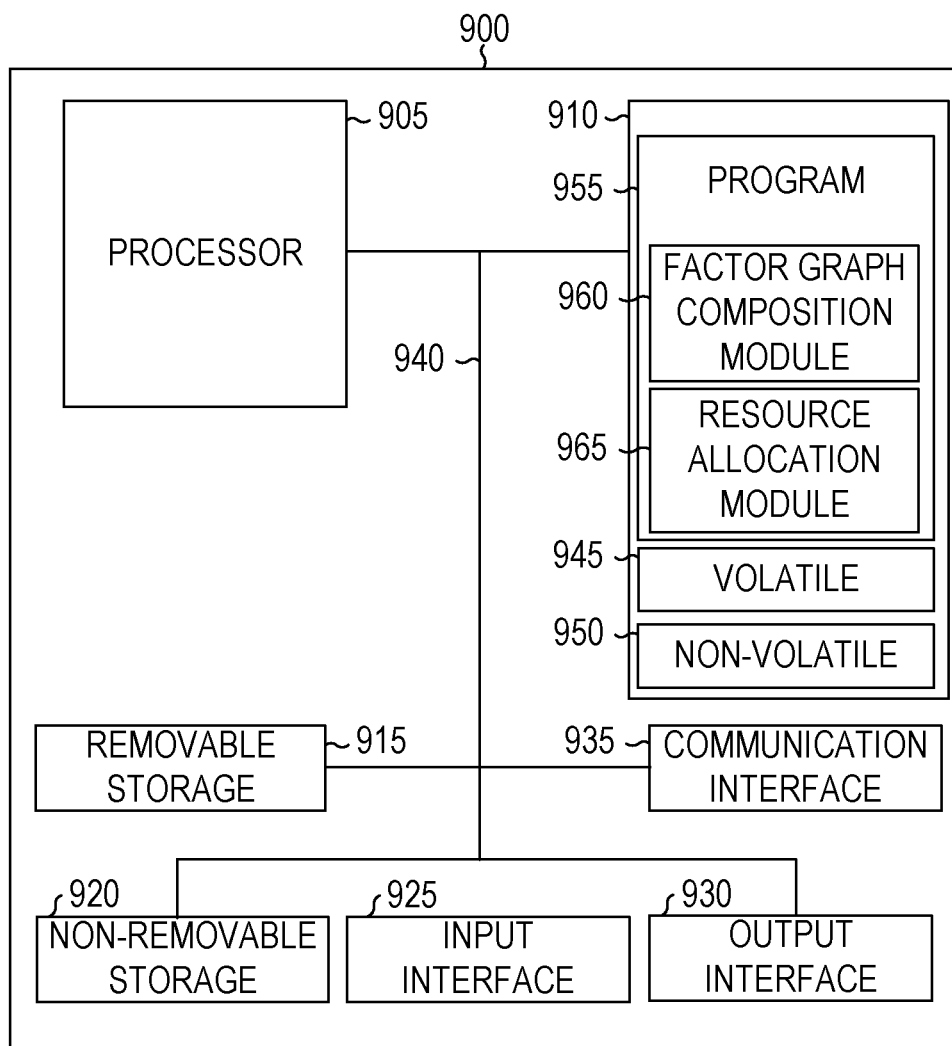 900
905
PROCESSOR
910
955
PROGRAM
960
FACTOR GRAPH
COMPOSITION
MODULE
940
965
RESOURCE
ALLOCATION
MODULE
945
VOLATILE
950
NON-VOLATILE
REMOVABLE
STORAGE
915
935
COMMUNICATION
INTERFACE
920
NON-REMOVABLE
STORAGE
925
INPUT
INTERFACE
930
OUTPUT
INTERFACE